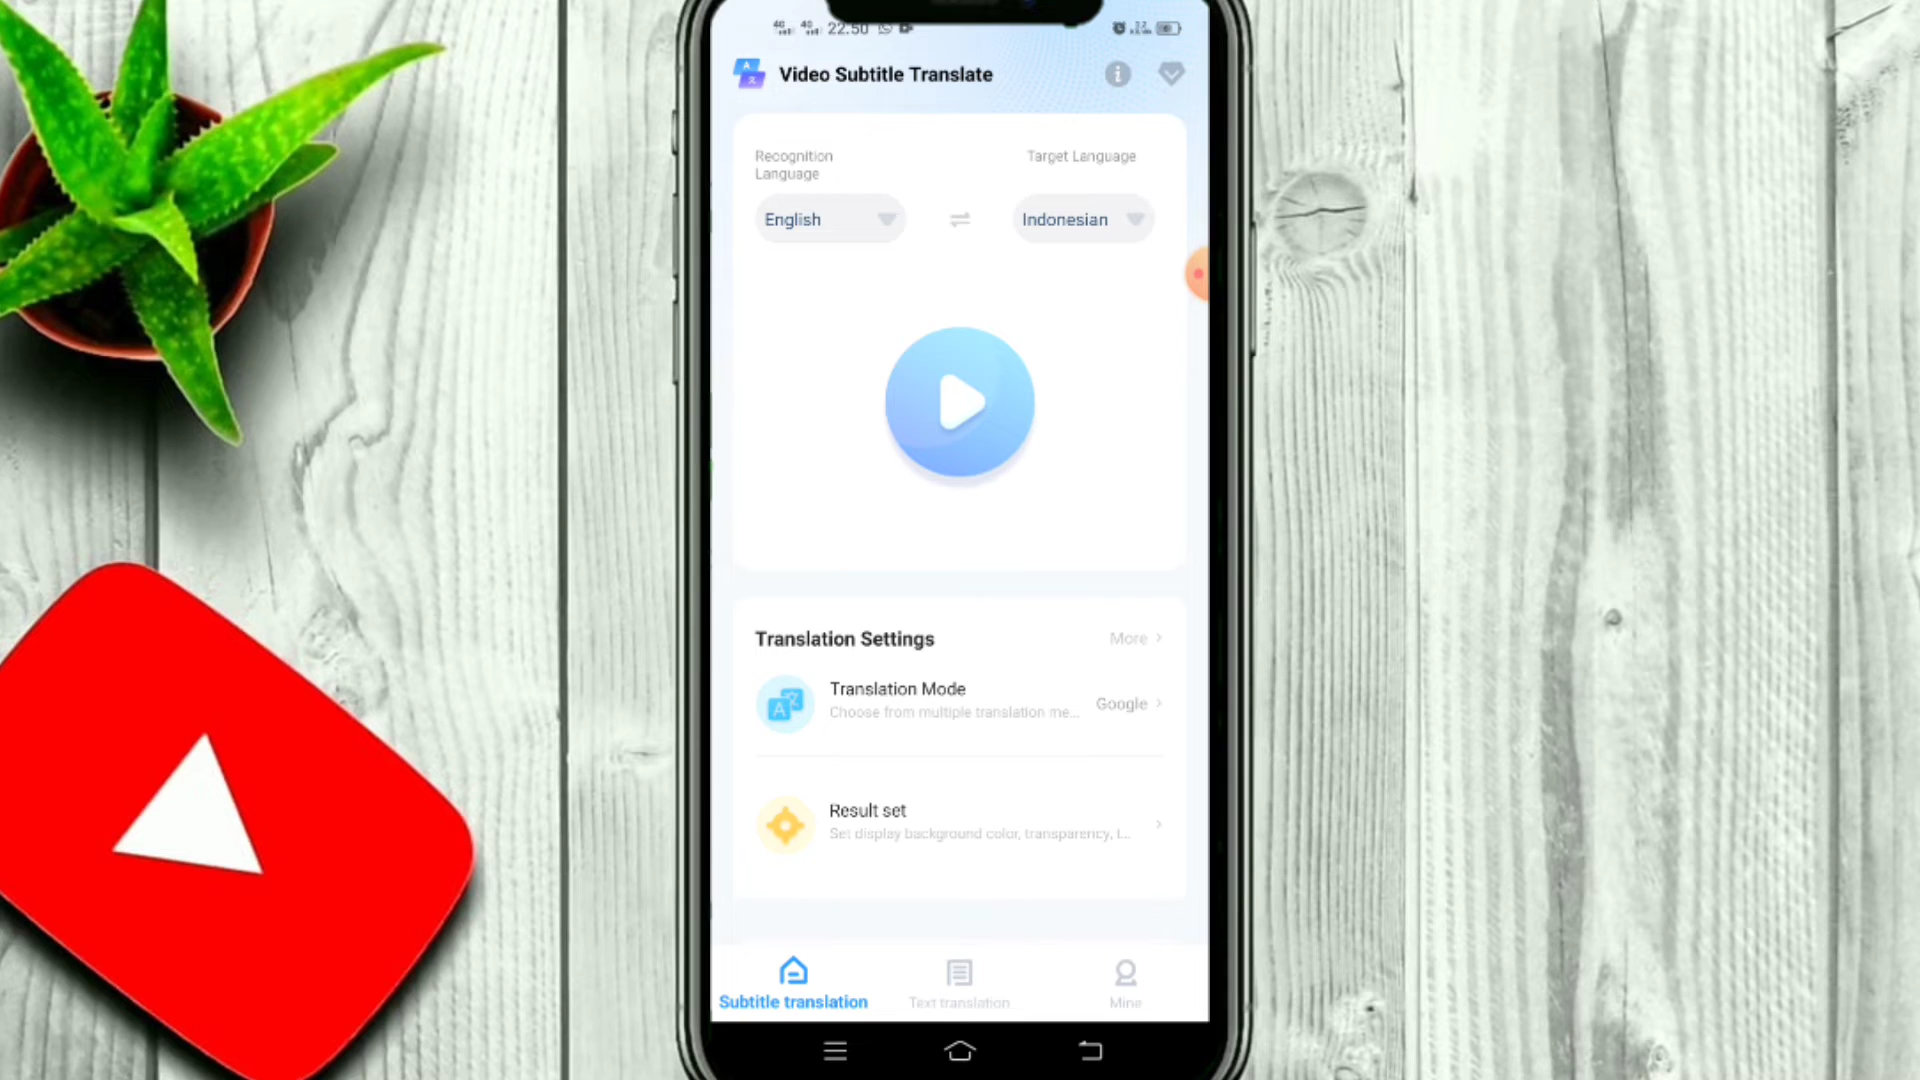 22.50
Video Subtitle Translate
Recognition
Language
Target Language
English
Indonesian
Translation Settings
More
Translation Mode
Choose from multiple translation me...
Google
Result set
Set display background color, transparency, t...
Subtitle translation
Text translation
Mine